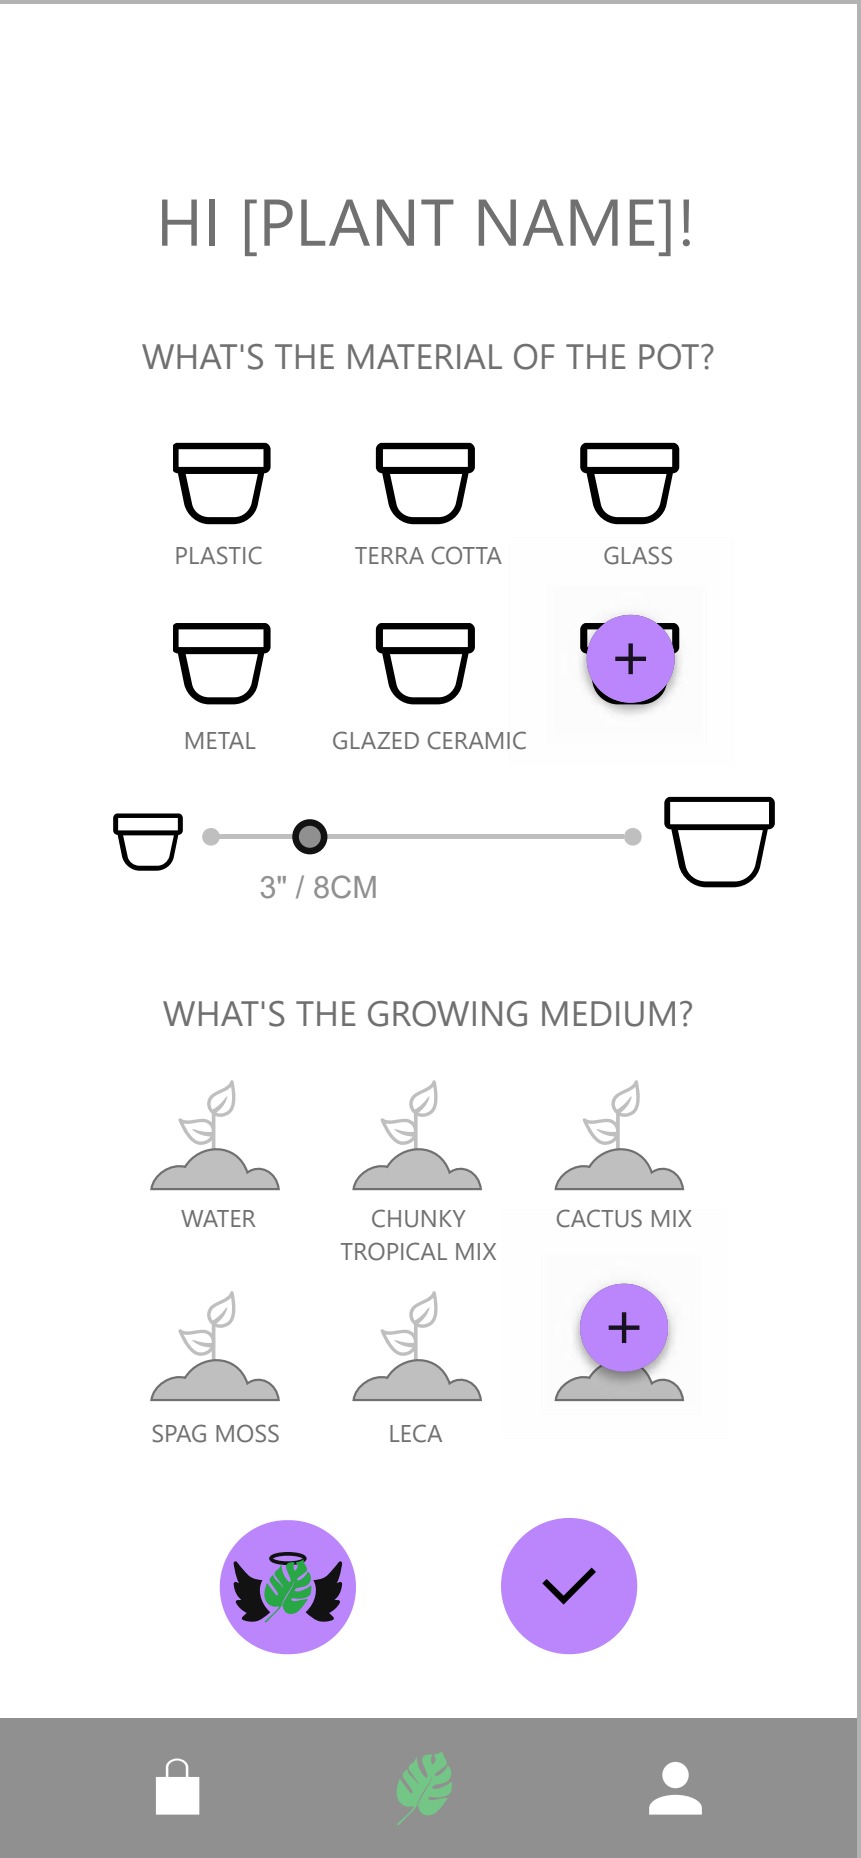 HI [PLANT NAME]!
WHAT'S THE MATERIAL OF THE POT?
PLASTIC
TERRA COTTA
GLASS
METAL
GLAZED CERAMIC
3" / 8CM
WHAT'S THE GROWING MEDIUM?
WATER
CHUNKY
TROPICAL MIX
CACTUS MIX
SPAG MOSS
LECA